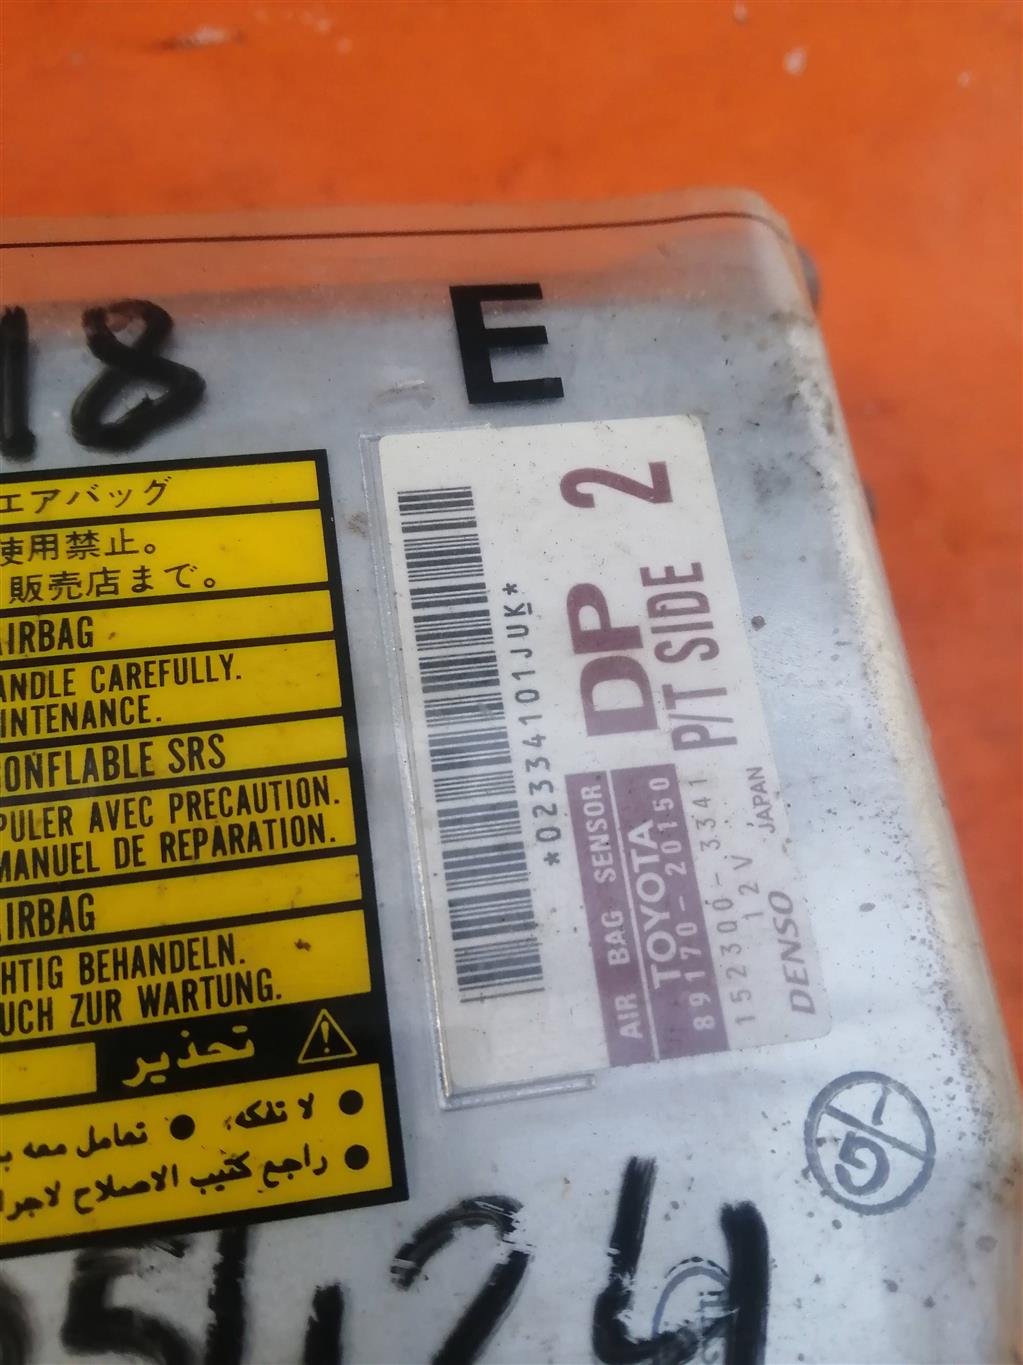 18
E
エアバッグ
使用禁止。
販売店まで。
AIRBAG
ANDLE CAREFULLY.
INTENANCE.
ONFLABLE SRS
PULER AVEC PRECAUTION.
MANUEL DE REPARATION.
AIRBAG
HTIG BEHANDELN.
UCH ZUR WARTUNG.
تحذير
● لا تفكه. ● تعامل معه ب
● راجع كتيب الاصلاح لاجرا
*02334101JUK*
DP 2
P/T SIDE
AIR BAG SENSOR
TOYOTA
89170-20150
152300-3341
12V
DENSO JAPAN
G 1
5/24